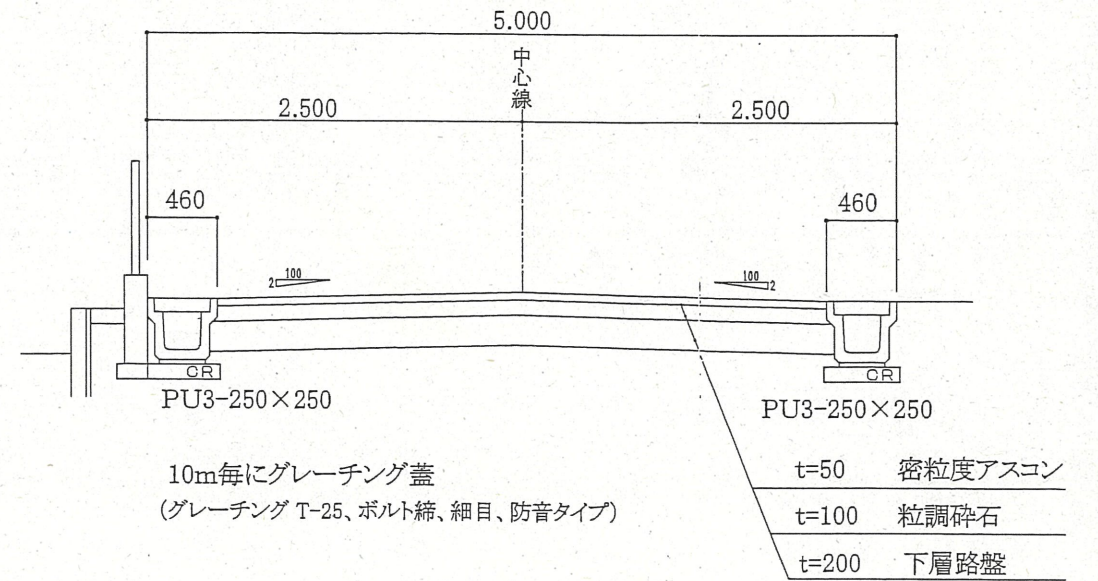 5.000
中心線
2.500
2.500
460
460
100
2
100
2
CR
CR
PU3-250×250
PU3-250×250
10m毎にグレーチング蓋
(グレーチング T-25、ボルト締、細目、防音タイプ)
t=50 密粒度アスコン
t=100 粒調砕石
t=200 下層路盤